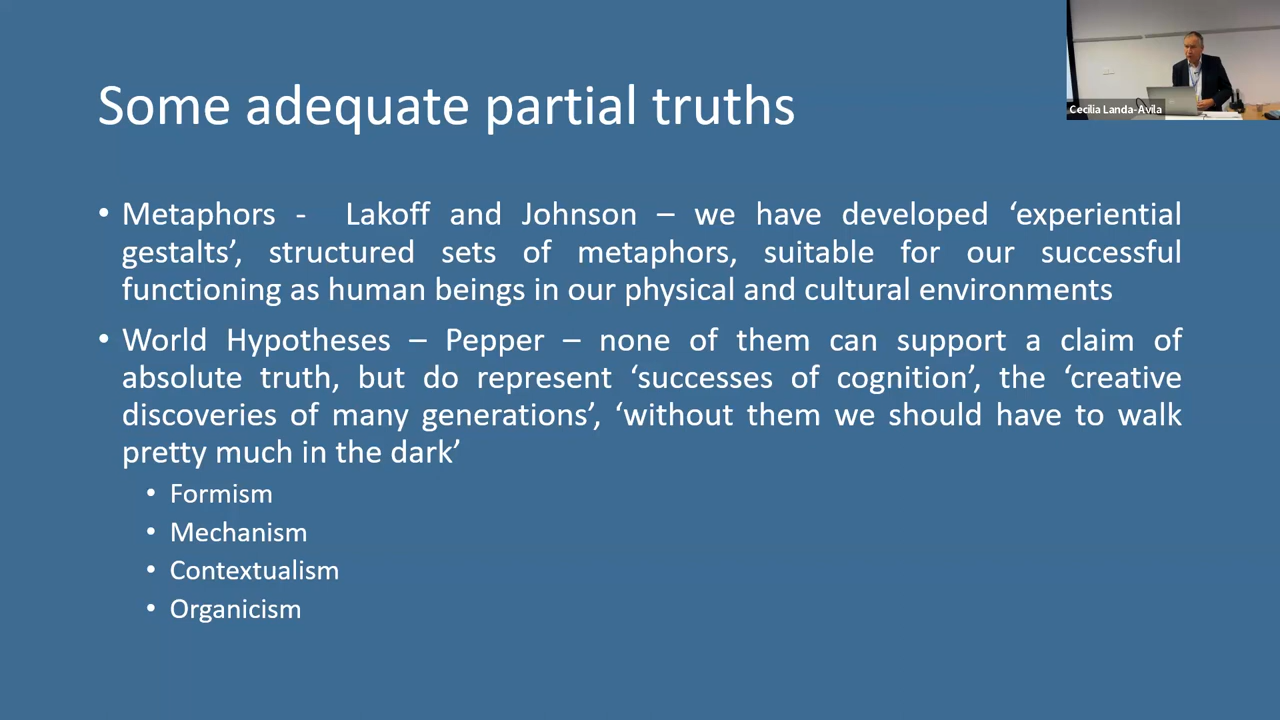 Some adequate partial truths
Cecilia Landa-Avila
• Metaphors - Lakoff and Johnson – we have developed ‘experiential
gestalts’, structured sets of metaphors, suitable for our successful
functioning as human beings in our physical and cultural environments
• World Hypotheses – Pepper – none of them can support a claim of
absolute truth, but do represent ‘successes of cognition’, the ‘creative
discoveries of many generations’, ‘without them we should have to walk
pretty much in the dark’
• Formism
• Mechanism
• Contextualism
• Organicism